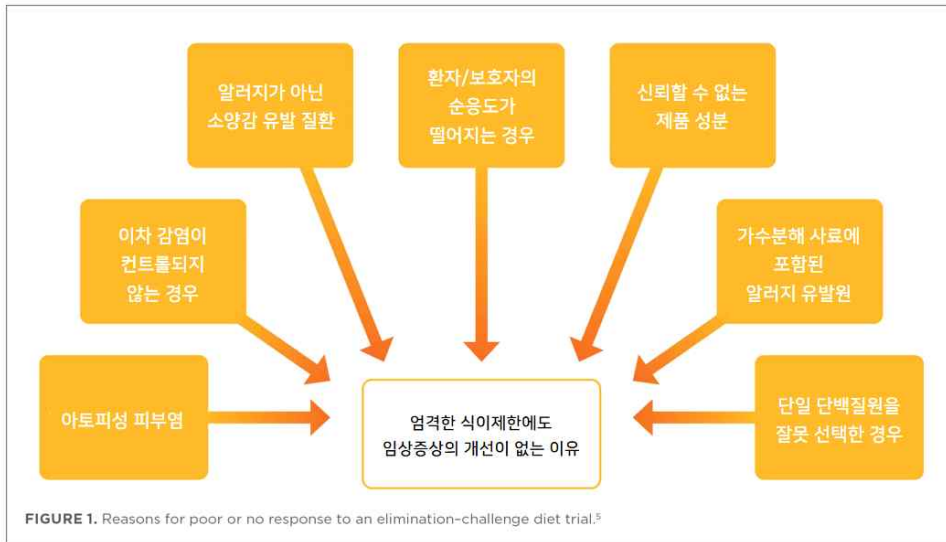 알러지가 아닌
소양감 유발 질환
환자/보호자의
순응도가
떨어지는 경우
신뢰할 수 없는
제품 성분
이차 감염이
컨트롤되지
않는 경우
가수분해 사료에
포함된
알러지 유발원
아토피성 피부염
엄격한 식이제한에도
임상증상의 개선이 없는 이유
단일 단백질원을
잘못 선택한 경우
FIGURE 1. Reasons for poor or no response to an elimination–challenge diet trial.⁵